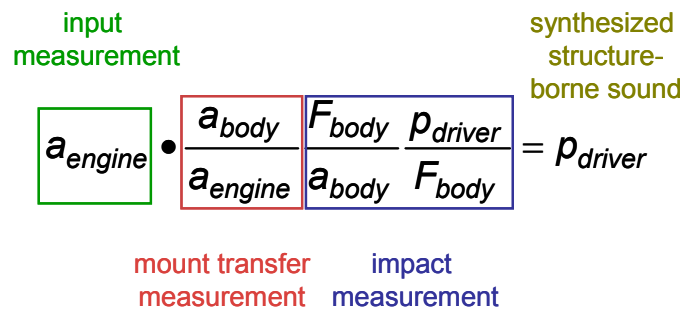 input
measurement
synthesized
structure-
borne sound
a_engine • a_body/a_engine F_body/a_body p_driver/F_body = p_driver
mount transfer
measurement
impact
measurement